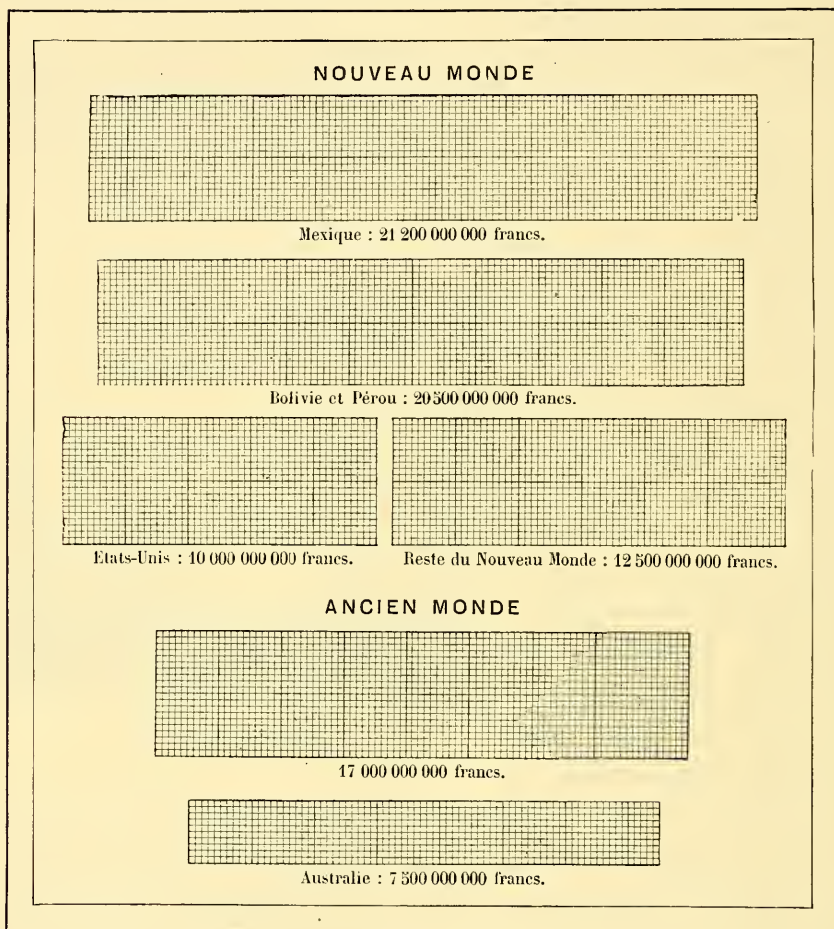 NOUVEAU MONDE
Mexique : 21 200 000 000 francs.
Bolivie et Pérou : 20 500 000 000 francs.
Etats-Unis : 10 000 000 000 francs.
Reste du Nouveau Monde : 12 500 000 000 francs.
ANCIEN MONDE
17 000 000 000 francs.
Australie : 7 500 000 000 francs.